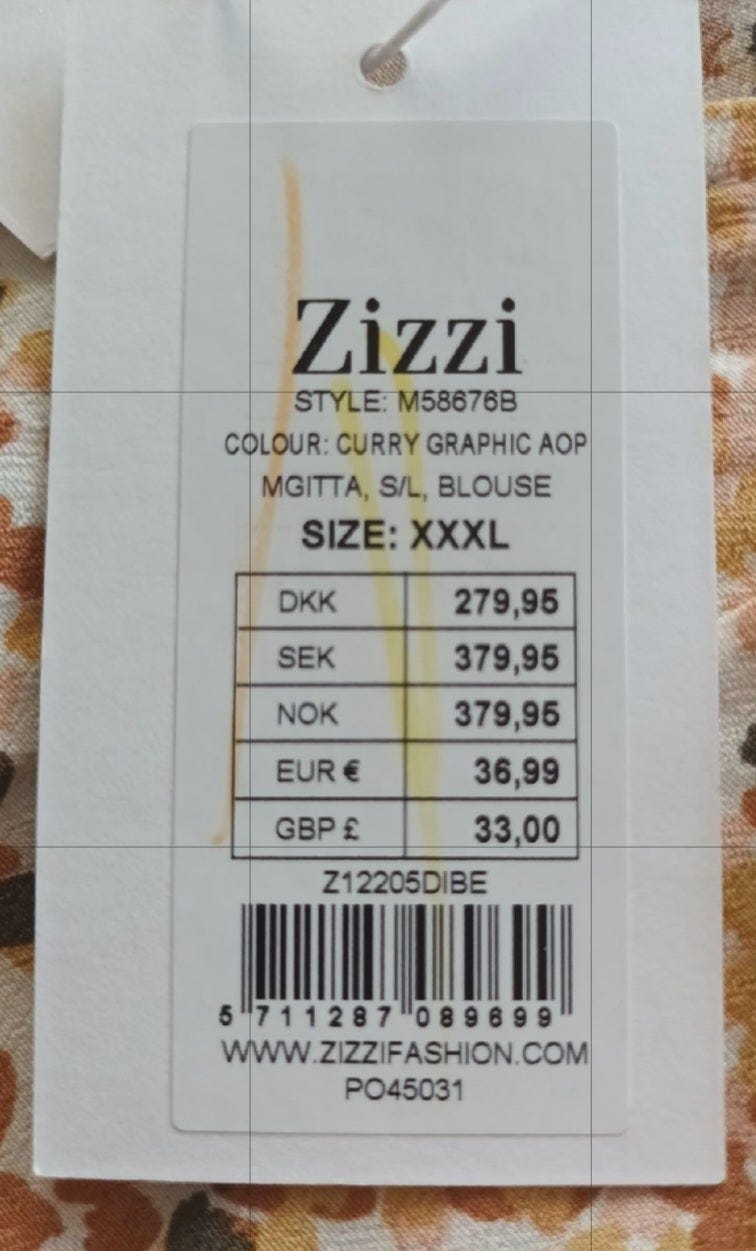 Zizzi
STYLE: M58676B
COLOUR: CURRY GRAPHIC AOP
MGITTA, S/L, BLOUSE
SIZE: XXXL
DKK 279,95
SEK 379,95
NOK 379,95
EUR € 36,99
GBP £ 33,00
Z12205DIBE
5 711287 089699
WWW.ZIZZIFASHION.COM
PO45031